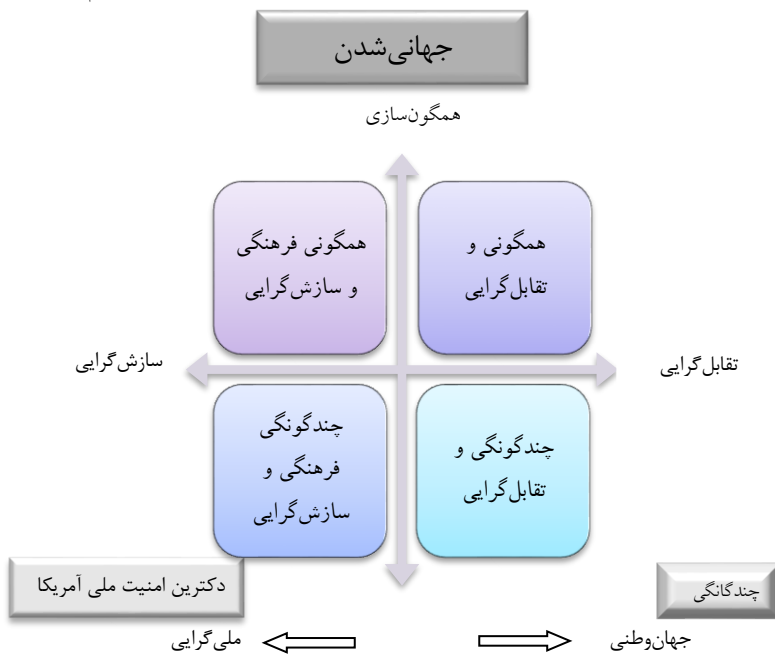 جهانی‌شدن
همگون‌سازی
همگونی و
تقابل‌گرایی
همگونی فرهنگی
و سازش‌گرایی
تقابل‌گرایی
سازش‌گرایی
چندگونگی و
تقابل‌گرایی
چندگونگی
فرهنگی و
سازش‌گرایی
چندگانگی
دکترین امنیت ملی آمریکا
جهان‌وطنی
ملی‌گرایی